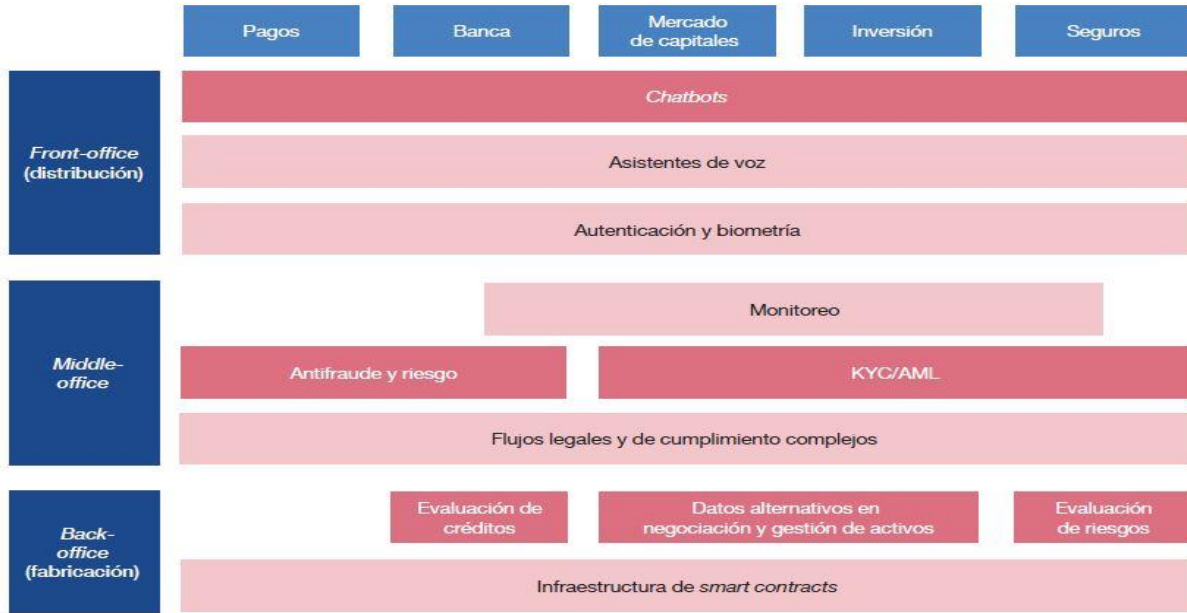 Pagos
Banca
Mercado
de capitales
Inversión
Seguros
Front-office
(distribución)
Chatbots
Asistentes de voz
Autenticación y biometría
Middle-
office
Monitoreo
Antifraude y riesgo
KYC/AML
Flujos legales y de cumplimiento complejos
Back-
office
(fabricación)
Evaluación de
créditos
Datos alternativos en
negociación y gestión de activos
Evaluación
de riesgos
Infraestructura de smart contracts